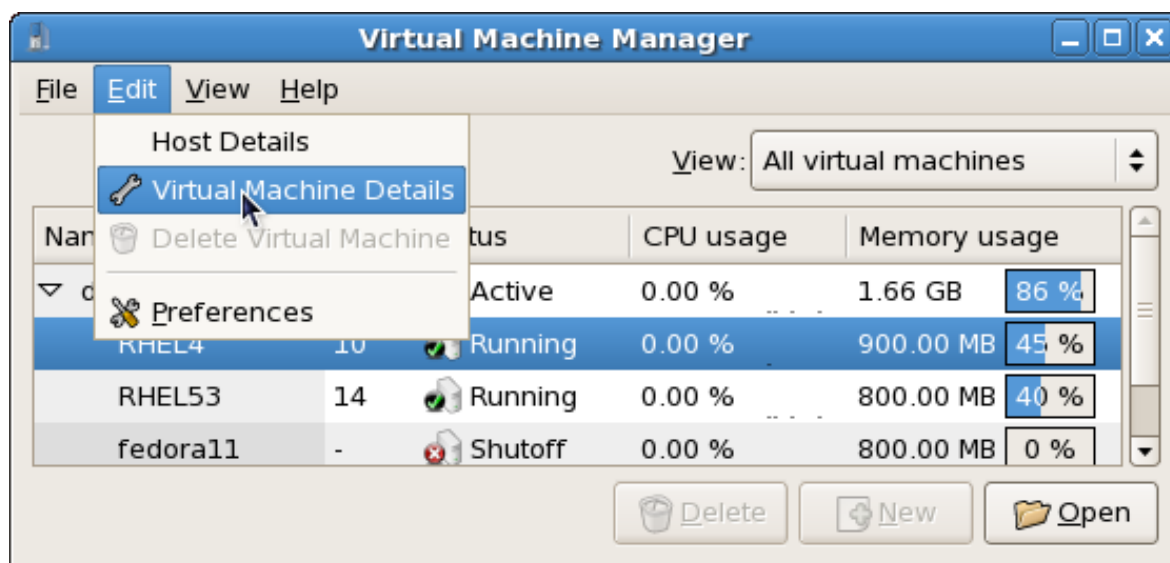 Virtual Machine Manager
File Edit View Help
Host Details
View: All virtual machines
Virtual Machine Details
Delete Virtual Machine
CPU usage Memory usage
Active 0.00 % 1.66 GB 86 %
Preferences
RHEL4 10 Running 0.00 % 900.00 MB 45 %
RHEL53 14 Running 0.00 % 800.00 MB 40 %
fedora11 - Shutoff 0.00 % 800.00 MB 0 %
Delete New Open